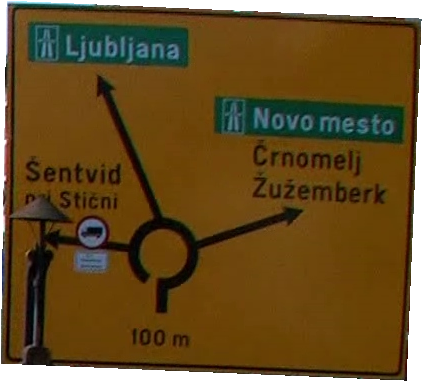 Ljubljana
Novo mesto
Črnomelj
Žužemberk
Šentvid
pri Stični
100 m